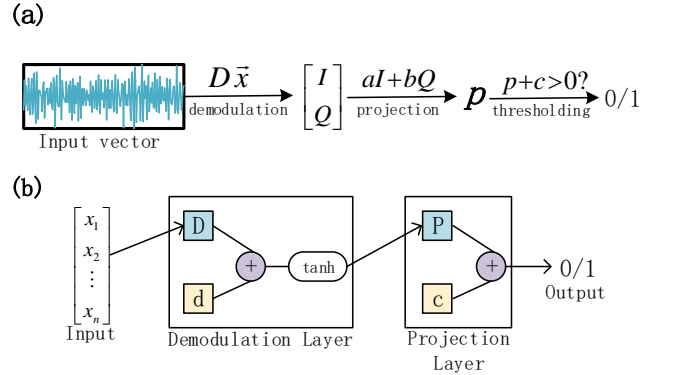 (a)
D x⃗
demodulation
I
Q
aI+bQ
projection
p
p+c>0?
thresholding
0/1
Input vector
(b)
x₁
x₂
⋮
xₙ
Input
D
+
d
tanh
Demodulation Layer
P
+
c
Projection
Layer
0/1
Output